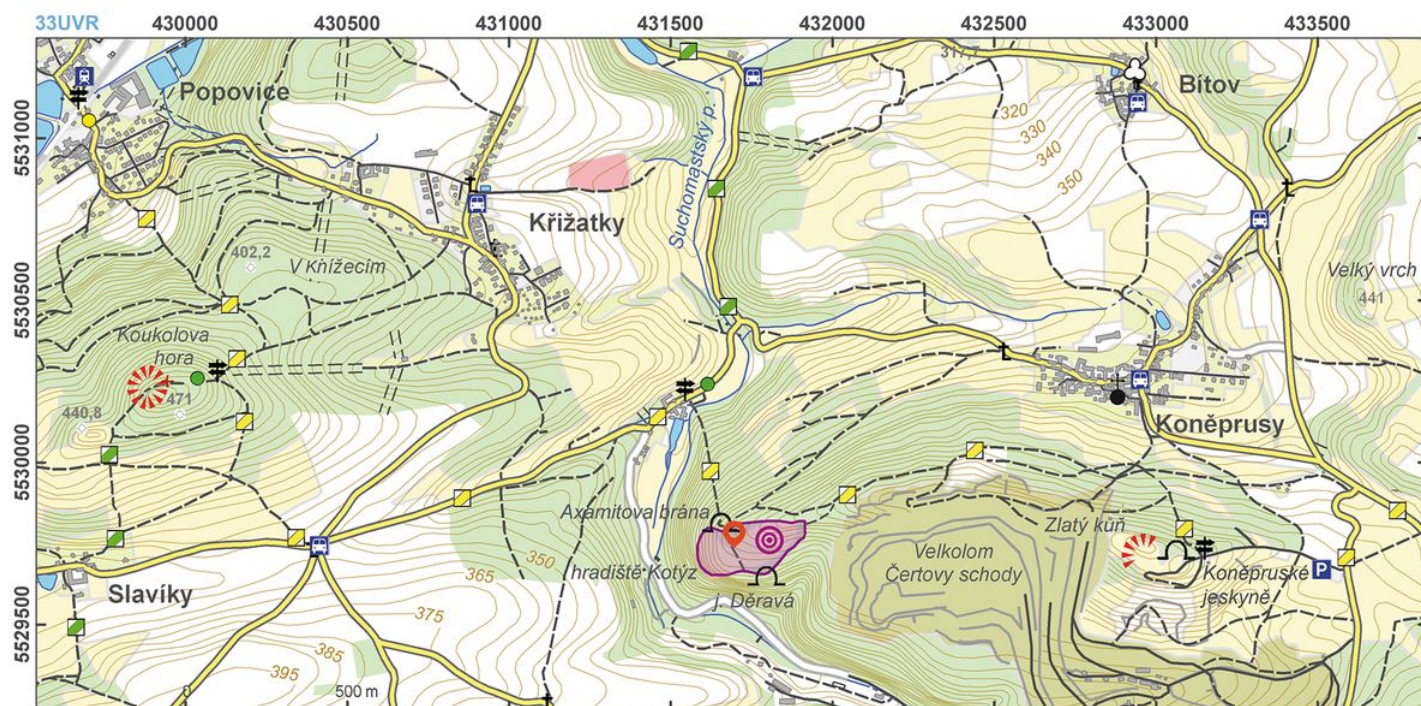 33UVR 430000 430500 431000 431500 432000 432500 433000 433500
5531000
5530500
5530000
5529500
Popovice
Bítov
Suchomastský p.
320
330
340
350
Křižatky
402,2
V Knížecím
Velký vrch
441
Koukolova
hora
471
440,8
Koněprusy
Axamitova brána
Zlatý kůň
350
365
hradiště Kotýz
Velkolom
Čertovy schody
P
Koněpruské
jeskyně
Slavíky
j. Děravá
375
385
395
0 500 m